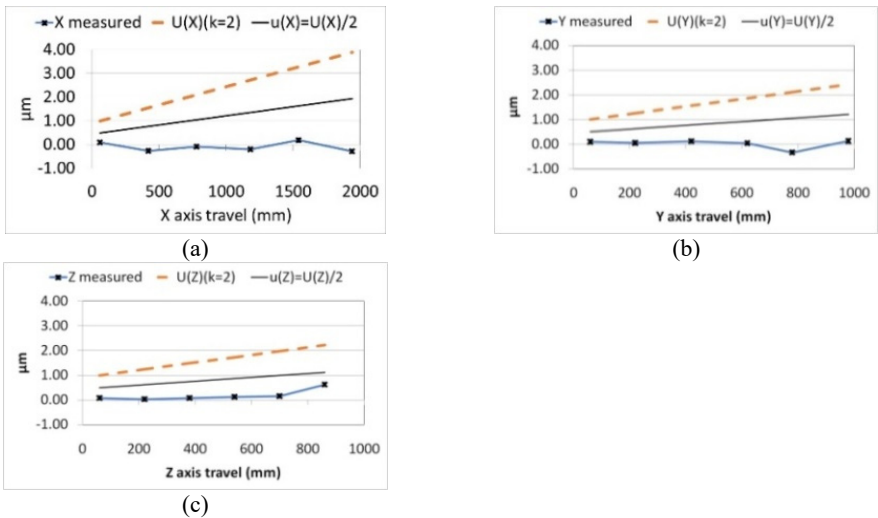 X measured U(X)(k=2) u(X)=U(X)/2
4.00
3.00
2.00
1.00
0.00
-1.00
µm
0 500 1000 1500 2000
X axis travel (mm)
(a)
Y measured U(Y)(k=2) u(Y)=U(Y)/2
4.00
3.00
2.00
1.00
0.00
-1.00
µm
0 200 400 600 800 1000
Y axis travel (mm)
(b)
Z measured U(Z)(k=2) u(Z)=U(Z)/2
4.00
3.00
2.00
1.00
0.00
-1.00
µm
0 200 400 600 800 1000
Z axis travel (mm)
(c)